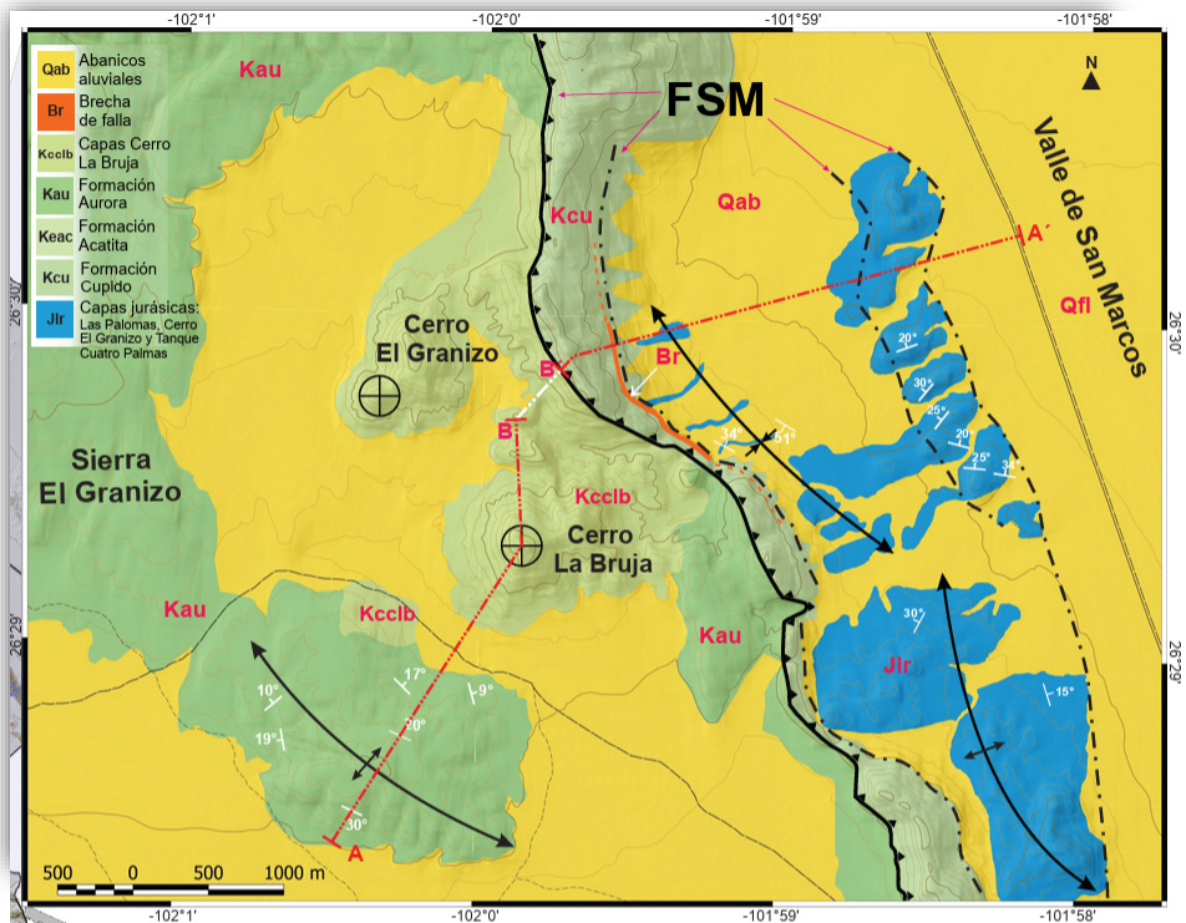 -102°1'
-102°0'
-101°59'
-101°58'
Qab
Abanicos
aluviales
Br
Brecha
de falla
Kcclb
Capas Cerro
La Bruja
Kau
Formación
Aurora
Keac
Formación
Acatita
Kcu
Formación
Cupido
Jlr
Capas jurásicas:
Las Palomas, Cerro
El Granizo y Tanque
Cuatro Palmas
Kau
FSM
N
Valle de San Marcos
Kcu
Qab
A´
Qfl
26°30'
26°30'
Cerro
El Granizo
Br
B
B
20°
30°
25°
20°
25°
34°
34°
51°
Sierra
El Granizo
Kcclb
Cerro
La Bruja
Kau
Kcclb
Kau
26°29'
26°29'
30°
Jlr
15°
17°
9°
10°
20°
19°
30°
A
500 0 500 1000 m
-102°1'
-102°0'
-101°59'
-101°58'